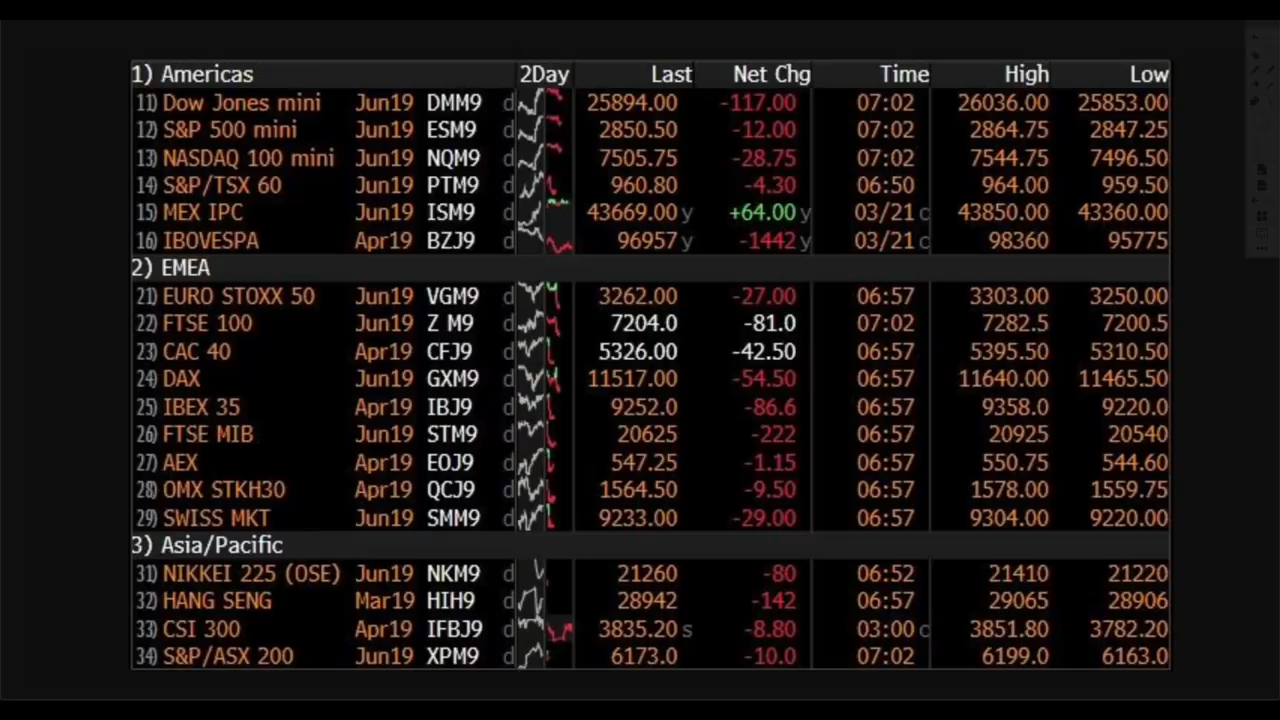 1) Americas 2Day Last Net Chg Time High Low
11) Dow Jones mini Jun19 DMM9 d 25894.00 -117.00 07:02 26036.00 25853.00
12) S&P 500 mini Jun19 ESM9 d 2850.50 -12.00 07:02 2864.75 2847.25
13) NASDAQ 100 mini Jun19 NQM9 d 7505.75 -28.75 07:02 7544.75 7496.50
14) S&P/TSX 60 Jun19 PTM9 d 960.80 -4.30 06:50 964.00 959.50
15) MEX IPC Jun19 ISM9 d 43669.00 y +64.00 y 03/21 c 43850.00 43360.00
16) IBOVESPA Apr19 BZJ9 d 96957 y -1442 y 03/21 c 98360 95775
2) EMEA
21) EURO STOXX 50 Jun19 VGM9 d 3262.00 -27.00 06:57 3303.00 3250.00
22) FTSE 100 Jun19 Z M9 d 7204.0 -81.0 07:02 7282.5 7200.5
23) CAC 40 Apr19 CFJ9 d 5326.00 -42.50 06:57 5395.50 5310.50
24) DAX Jun19 GXM9 d 11517.00 -54.50 06:57 11640.00 11465.50
25) IBEX 35 Apr19 IBJ9 d 9252.0 -86.6 06:57 9358.0 9220.0
26) FTSE MIB Jun19 STM9 d 20625 -222 06:57 20925 20540
27) AEX Apr19 EOJ9 d 547.25 -1.15 06:57 550.75 544.60
28) OMX STKH30 Apr19 QCJ9 d 1564.50 -9.50 06:57 1578.00 1559.75
29) SWISS MKT Jun19 SMM9 d 9233.00 -29.00 06:57 9304.00 9220.00
3) Asia/Pacific
31) NIKKEI 225 (OSE) Jun19 NKM9 d 21260 -80 06:52 21410 21220
32) HANG SENG Mar19 HIH9 d 28942 -142 06:57 29065 28906
33) CSI 300 Apr19 IFBJ9 d 3835.20 s -8.80 03:00 c 3851.80 3782.20
34) S&P/ASX 200 Jun19 XPM9 d 6173.0 -10.0 07:02 6199.0 6163.0